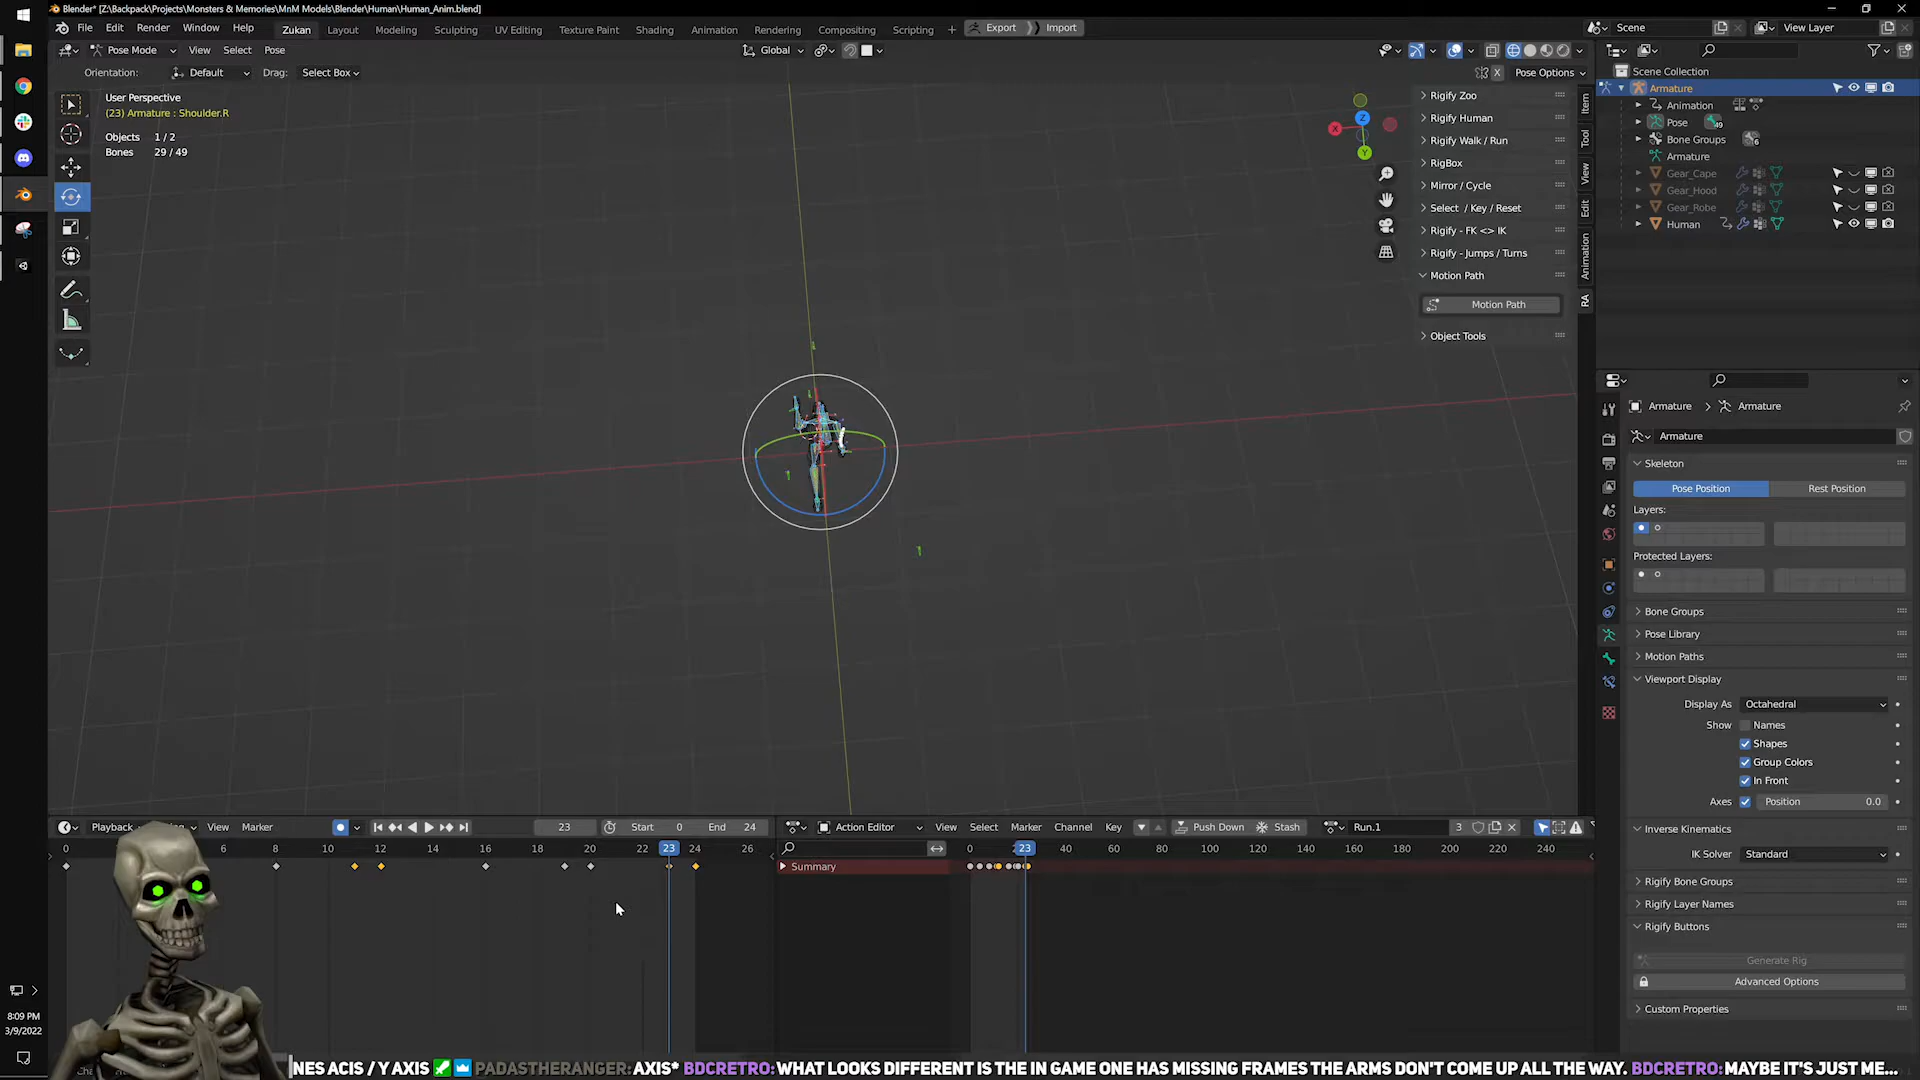 Blender* [Z:\Backpack\Projects\Monsters & Memories\MnM Models\Blender\Human\Human_Anim.blend]
File Edit Render Window Help Zukan Layout Modeling Sculpting UV Editing Texture Paint Shading Animation Rendering Compositing Scripting + Export Import Scene View Layer
Pose Mode View Select Pose Global
Orientation: Default Drag: Select Box X Pose Options
User Perspective
(23) Armature : Shoulder.R
Objects 1 / 2
Bones 29 / 49
X Y Z
Rigify Zoo
Rigify Human
Rigify Walk / Run
RigBox
Mirror / Cycle
Select / Key / Reset
Rigify - FK <> IK
Rigify - Jumps / Turns
Motion Path
Motion Path
Object Tools
Item
Tool
View
Edit
Animation
RA
Scene Collection
Armature
Animation
Pose 49
Bone Groups 6
Armature
Gear_Cape
Gear_Hood
Gear_Robe
Human
Armature > Armature
Armature
Skeleton
Pose Position Rest Position
Layers:
Protected Layers:
Bone Groups
Pose Library
Motion Paths
Viewport Display
Display As Octahedral
Show Names
Shapes
Group Colors
In Front
Axes Position 0.0
Inverse Kinematics
IK Solver Standard
Rigify Bone Groups
Rigify Layer Names
Rigify Buttons
Generate Rig
Advanced Options
Custom Properties
Playback View Marker 23 Start 0 End 24
0 6 8 10 12 14 16 18 20 22 23 24 26
Action Editor View Select Marker Channel Key Push Down Stash Run.1 3
0 23 40 60 80 100 120 140 160 180 200 220 240
Summary
8:09 PM
3/9/2022
NES ACIS / Y AXIS PADASTHERANGER: AXIS* BDCRETRO: WHAT LOOKS DIFFERENT IS THE IN GAME ONE HAS MISSING FRAMES THE ARMS DON'T COME UP ALL THE WAY. BDCRETRO: MAYBE IT'S JUST ME...